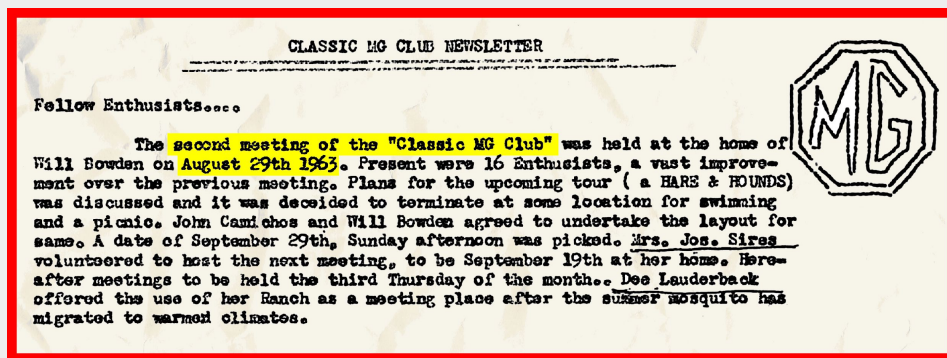 CLASSIC MG CLUB NEWSLETTER
MG
Fellow Enthusists....
The second meeting of the "Classic MG Club" was held at the home of
Will Bowden on August 29th 1963. Present were 16 Enthusists, a vast improve-
ment over the previous meeting. Plans for the upcoming tour ( a HARE & HOUNDS)
was discussed and it was deceided to terminate at some location for swimming
and a picnic. John Camichos and Will Bowden agreed to undertake the layout for
same. A date of September 29th, Sunday afternoon was picked. Mrs. Jos. Sires
volunteered to host the next meeting, to be September 19th at her home. Here-
after meetings to be held the third Thursday of the month.. Dee Lauderback
offered the use of her Ranch as a meeting place after the summer mosquito has
migrated to warmed climates.